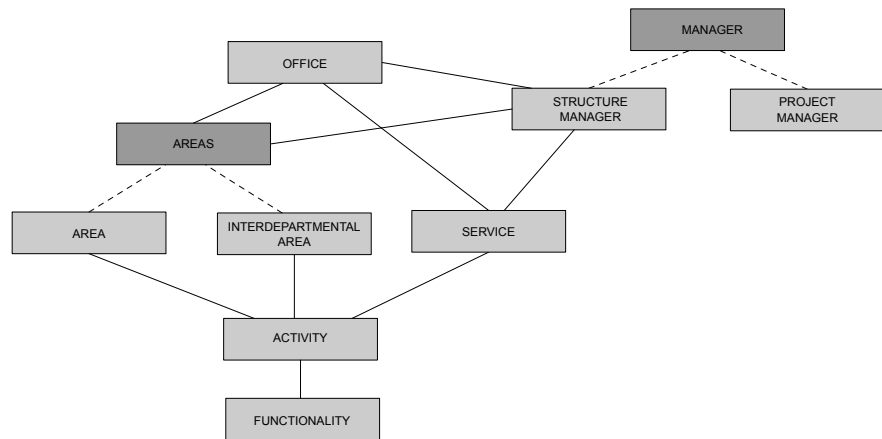 MANAGER
OFFICE
STRUCTURE
MANAGER
PROJECT
MANAGER
AREAS
AREA
INTERDEPARTMENTAL
AREA
SERVICE
ACTIVITY
FUNCTIONALITY